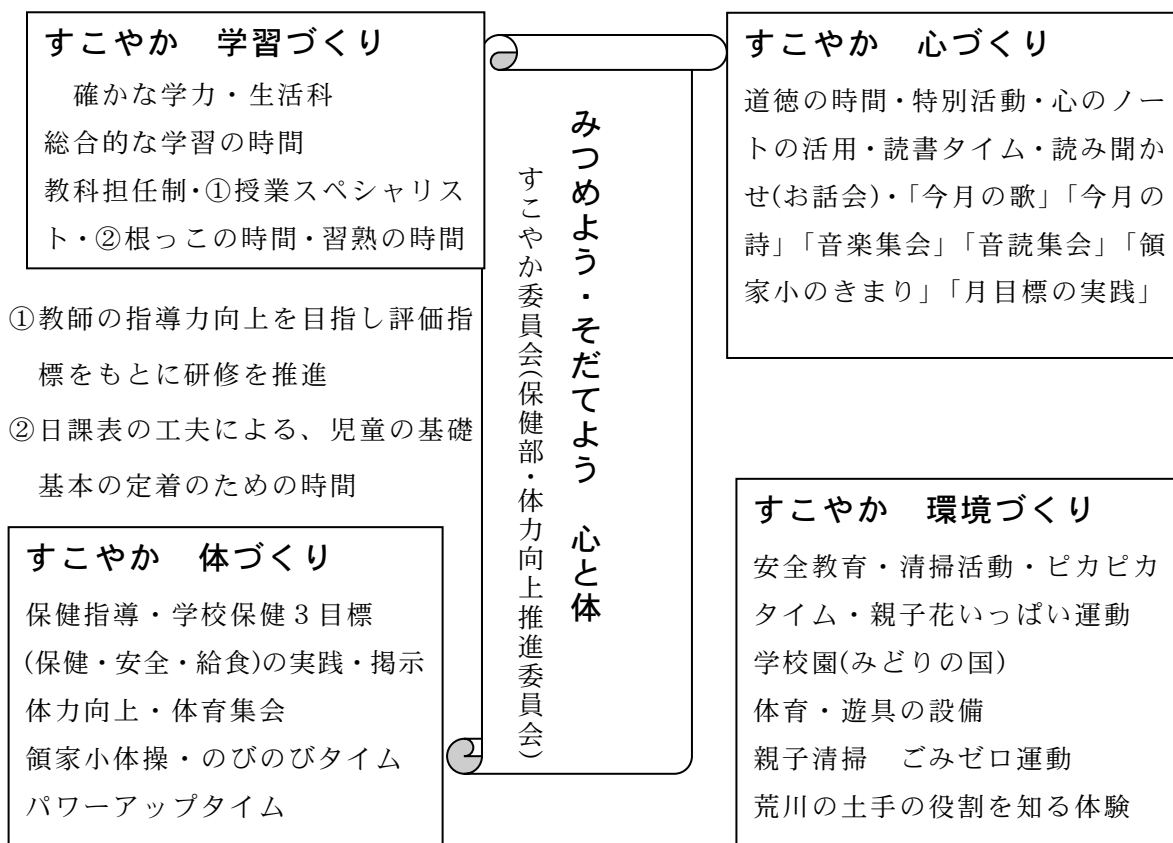 すこやか　学習づくり
確かな学力・生活科
総合的な学習の時間
教科担任制・①授業スペシャリス
ト・②根っこの時間・習熟の時間
①教師の指導力向上を目指し評価指
標をもとに研修を推進
②日課表の工夫による、児童の基礎
基本の定着のための時間
すこやか　体づくり
保健指導・学校保健３目標
(保健・安全・給食)の実践・掲示
体力向上・体育集会
領家小体操・のびのびタイム
パワーアップタイム
みつめよう・そだてよう　心と体
すこやか委員会(保健部・体力向上推進委員会)
すこやか　心づくり
道徳の時間・特別活動・心のノー
トの活用・読書タイム・読み聞か
せ(お話会)・「今月の歌」「今月の
詩」「音楽集会」「音読集会」「領
家小のきまり」「月目標の実践」
すこやか　環境づくり
安全教育・清掃活動・ピカピカ
タイム・親子花いっぱい運動
学校園(みどりの国)
体育・遊具の設備
親子清掃　ごみゼロ運動
荒川の土手の役割を知る体験